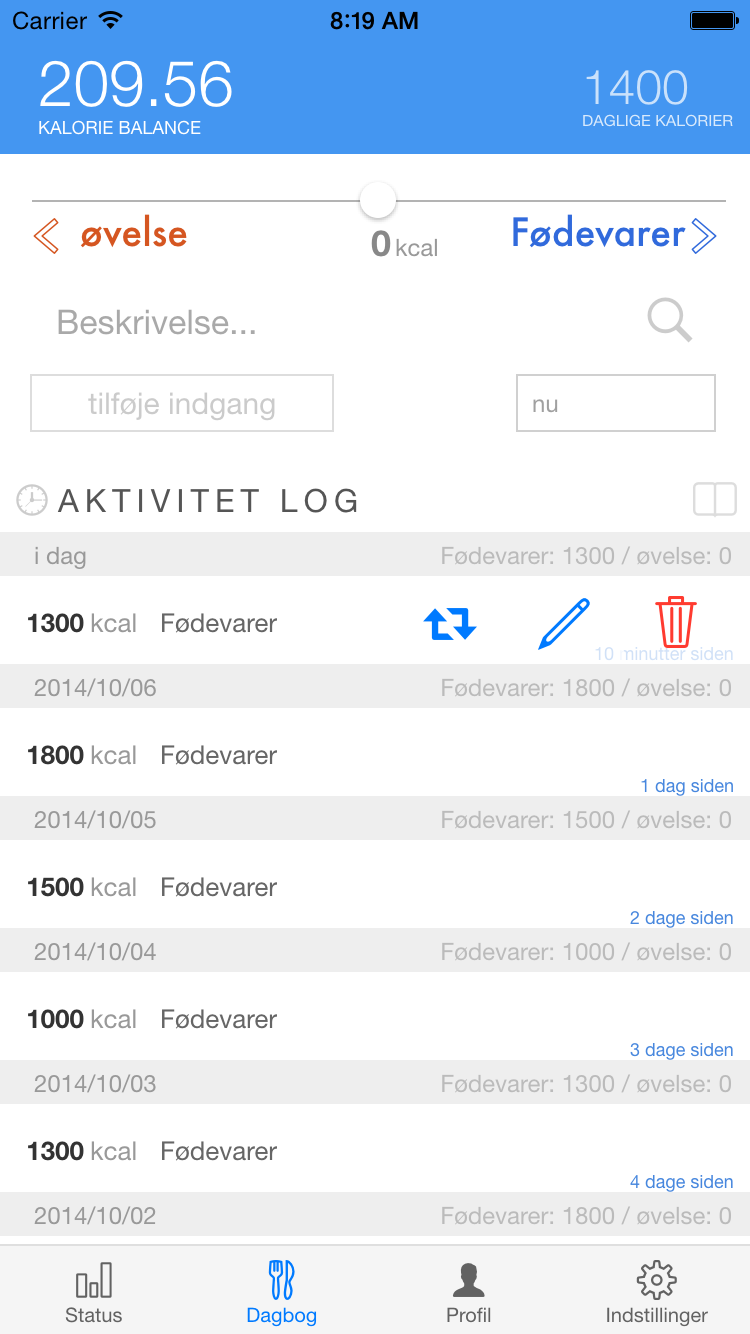 Carrier 8:19 AM
209.56 1400
KALORIE BALANCE DAGLIGE KALORIER
øvelse 0 kcal Fødevarer
Beskrivelse...
tilføje indgang nu
AKTIVITET LOG
i dag Fødevarer: 1300 / øvelse: 0
1300 kcal Fødevarer
10 minutter siden
2014/10/06 Fødevarer: 1800 / øvelse: 0
1800 kcal Fødevarer
1 dag siden
2014/10/05 Fødevarer: 1500 / øvelse: 0
1500 kcal Fødevarer
2 dage siden
2014/10/04 Fødevarer: 1000 / øvelse: 0
1000 kcal Fødevarer
3 dage siden
2014/10/03 Fødevarer: 1300 / øvelse: 0
1300 kcal Fødevarer
4 dage siden
2014/10/02 Fødevarer: 1800 / øvelse: 0
Status Dagbog Profil Indstillinger